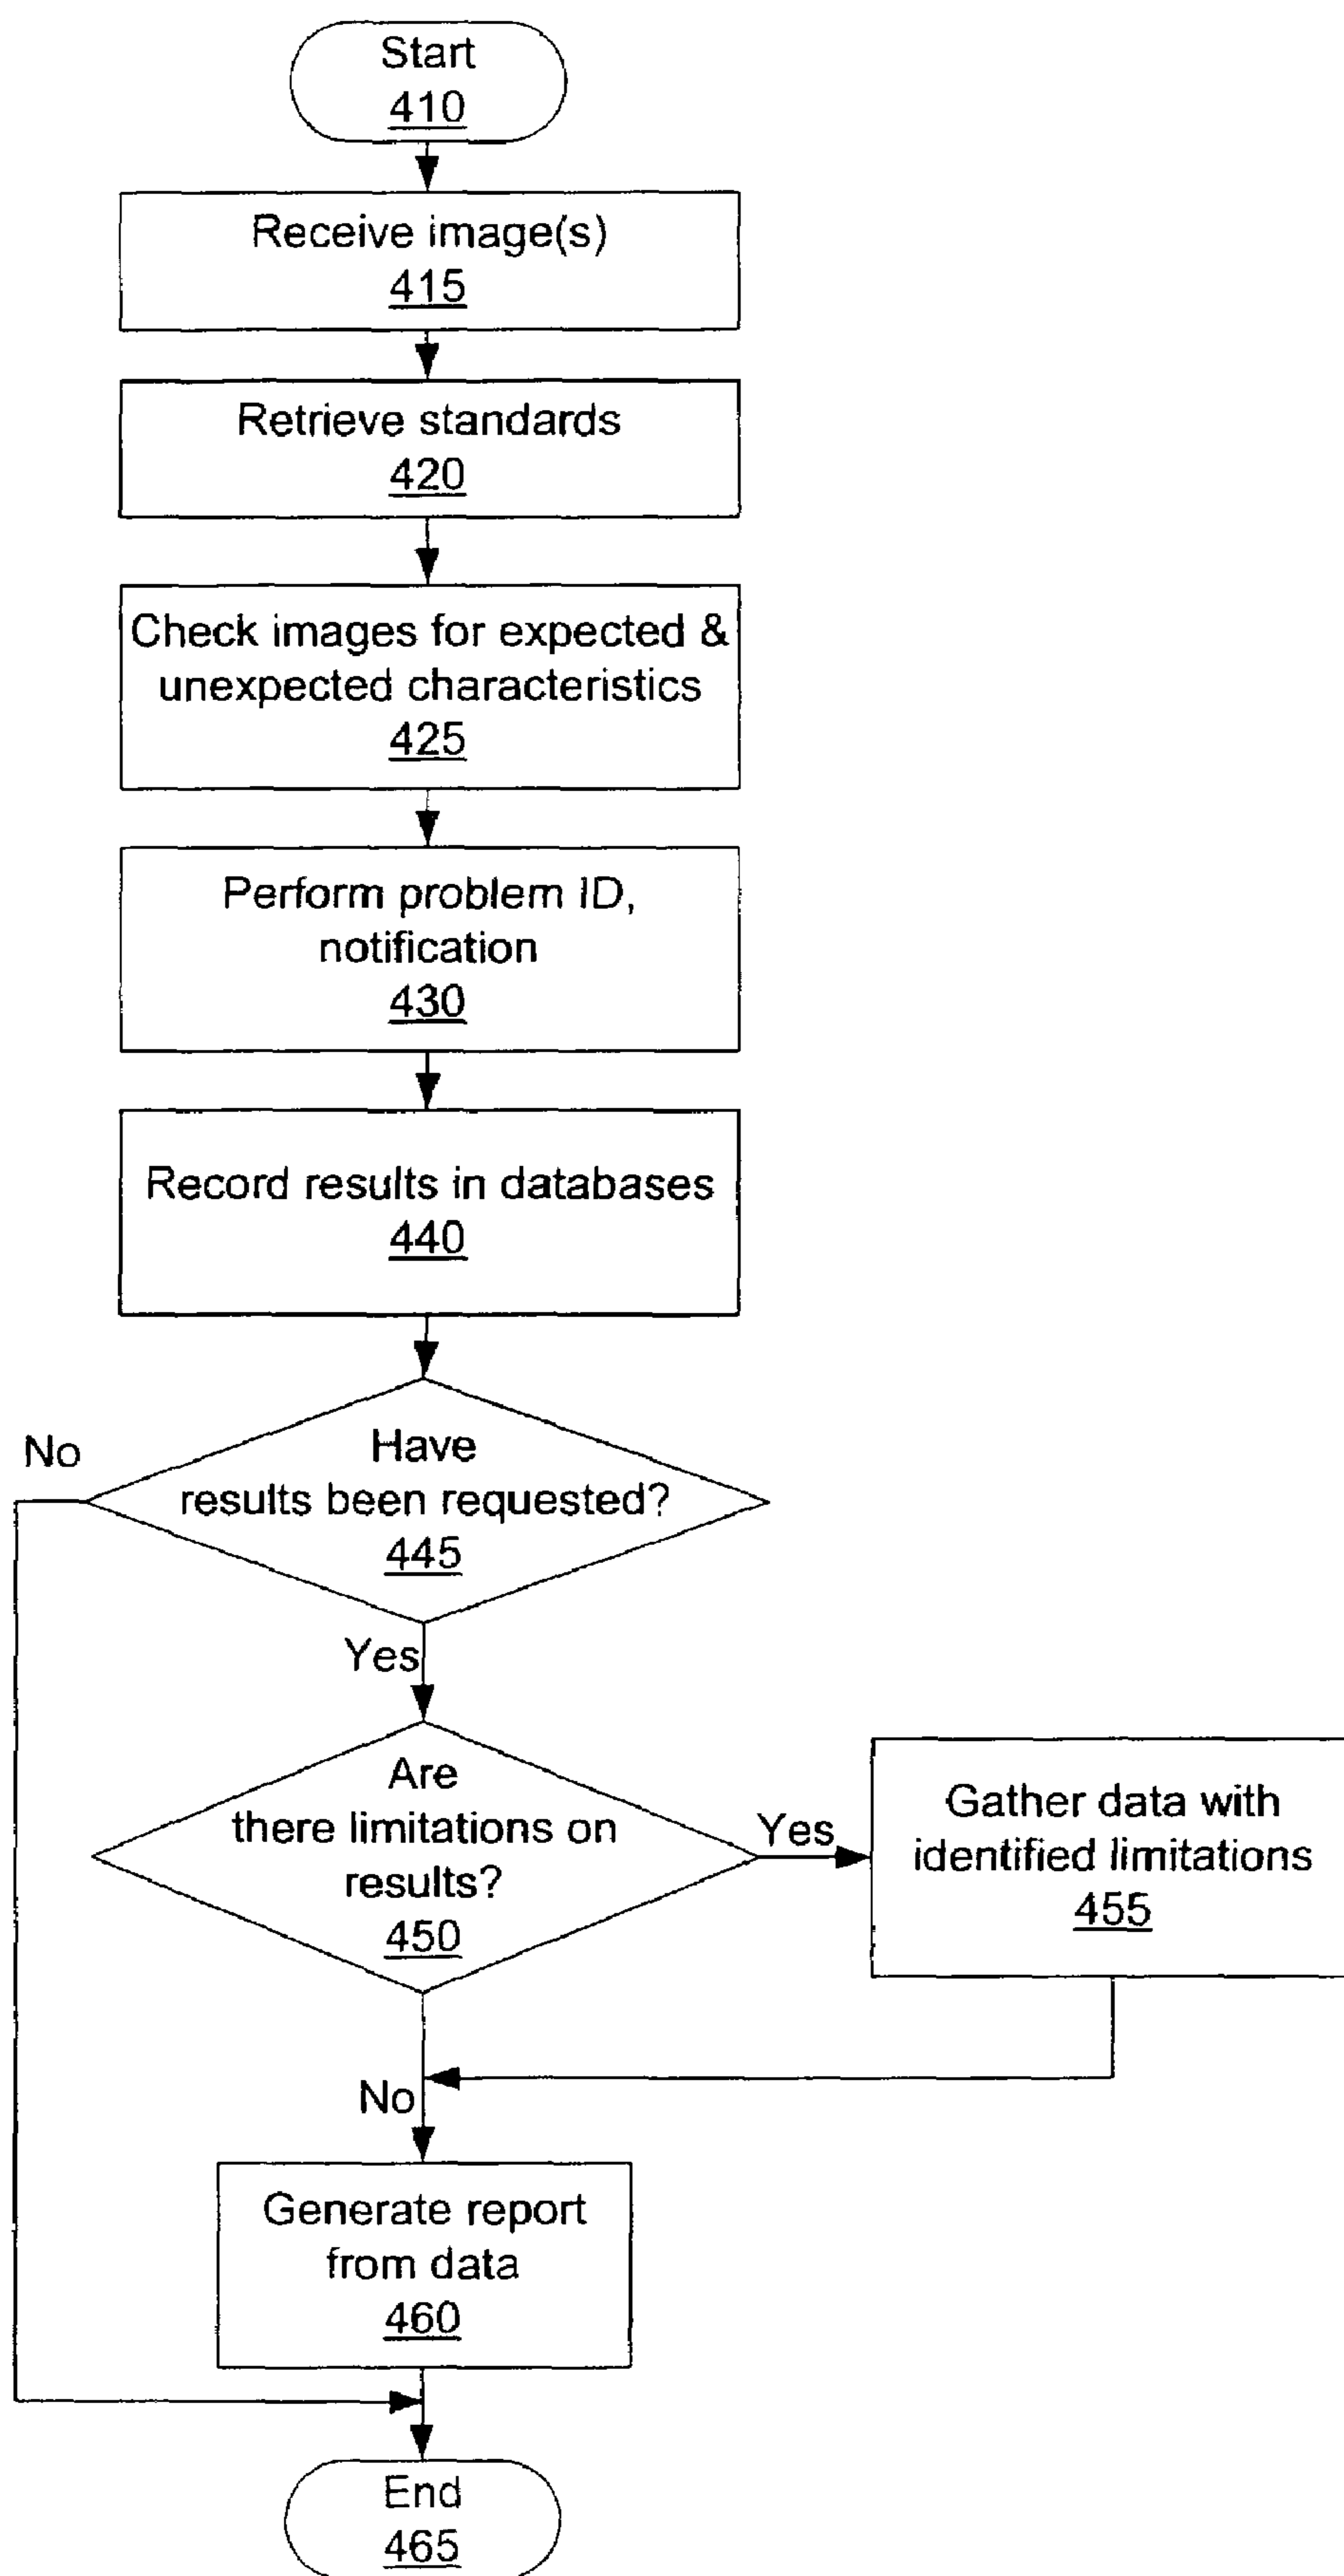 Start
410
Receive image(s)
415
Retrieve standards
420
Check images for expected &
unexpected characteristics
425
Perform problem ID,
notification
430
Record results in databases
440
No
Have
results been requested?
445
Yes
Are
there limitations on
results?
450
Yes
Gather data with
identified limitations
455
No
Generate report
from data
460
End
465